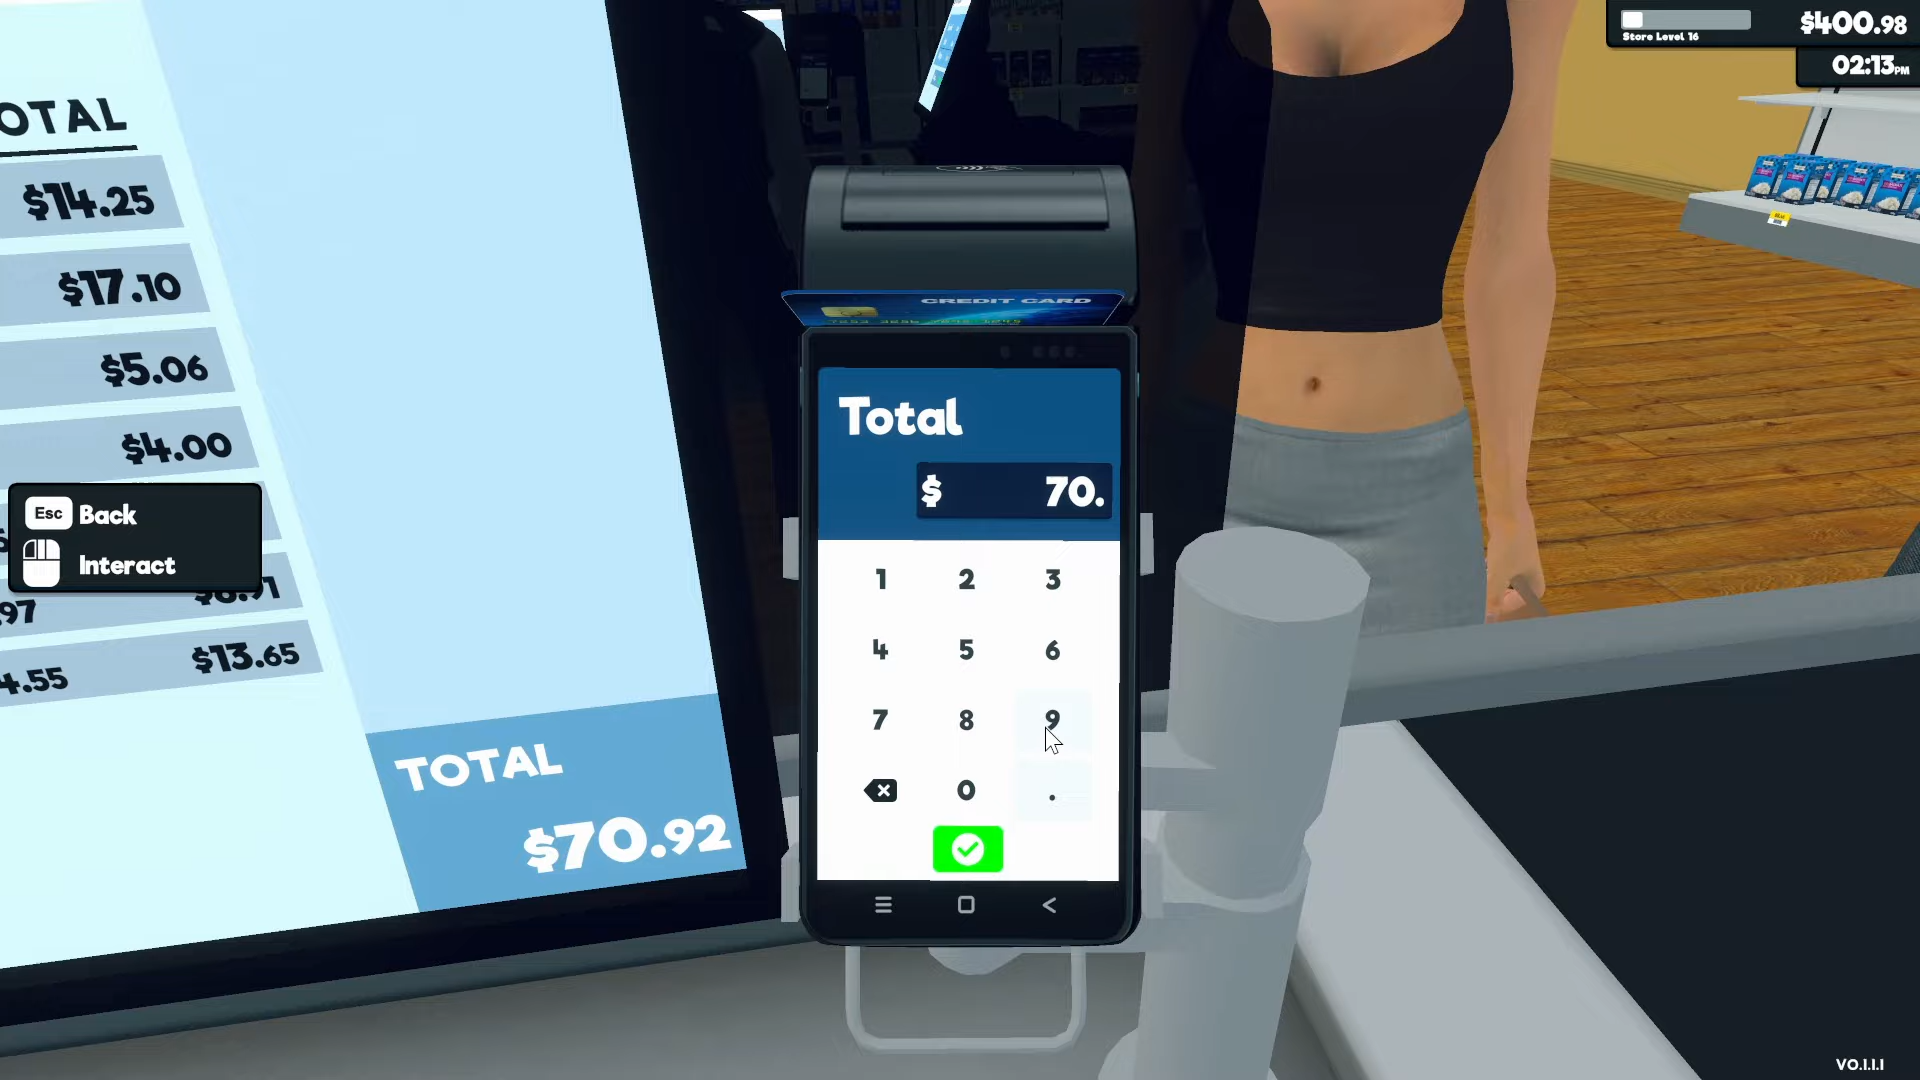 $400.98
Store Level 16
02:13PM
OTAL
$14.25
$17.10
$5.06
$4.00
Esc Back
Interact
.97
4.55 $13.65
TOTAL
$70.92
CREDIT CARD
Total
$ 70.
1 2 3
4 5 6
7 8 9
0 .
V0.1.1.1